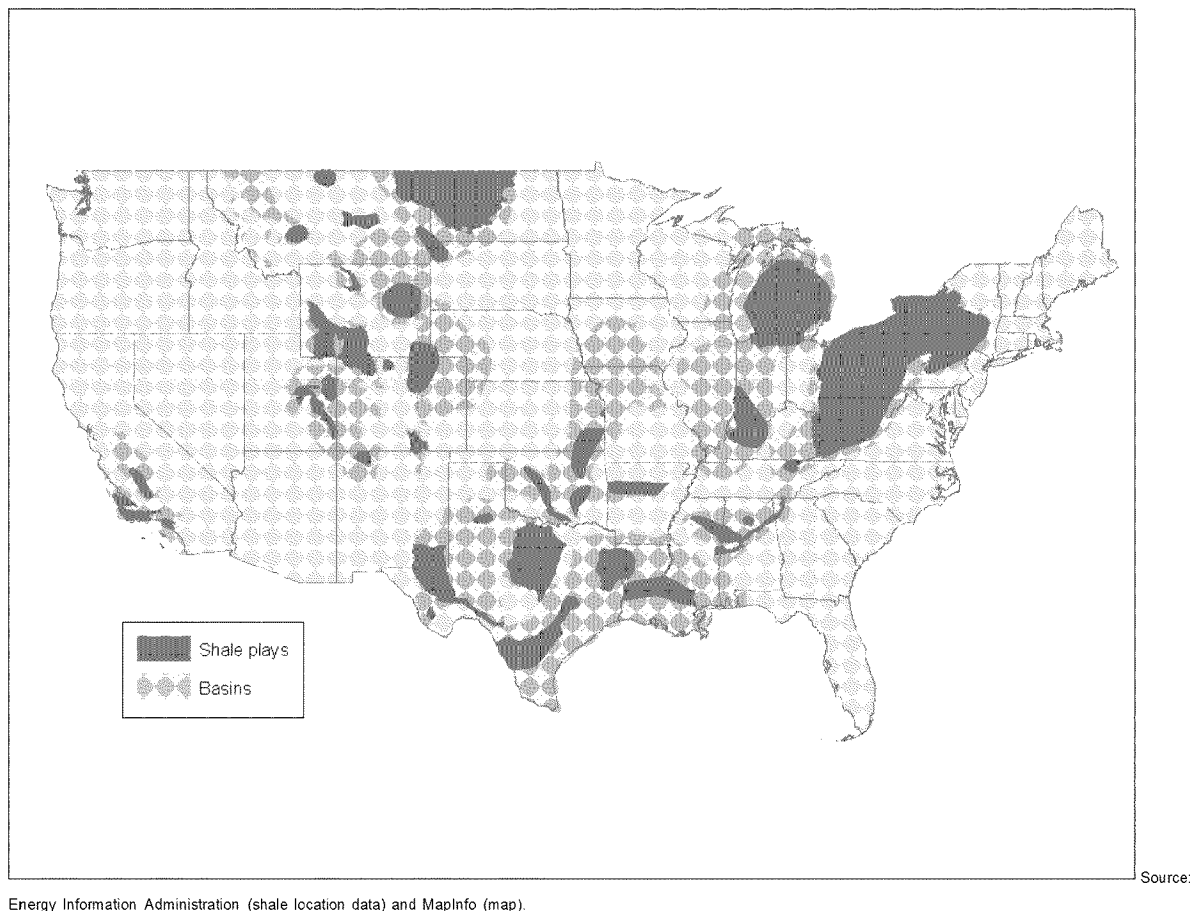 Shale plays
Basins
Source:
Energy Information Administration (shale location data) and MapInfo (map).